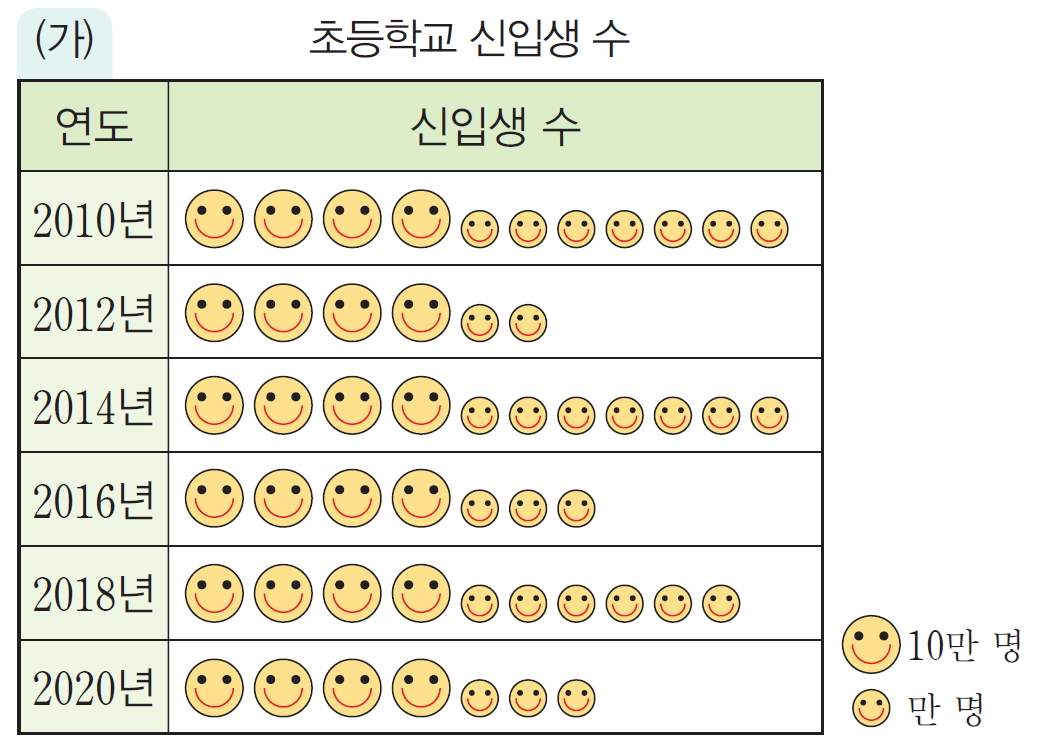 (가)
초등학교 신입생 수
연도 신입생 수
2010년
2012년
2014년
2016년
2018년
2020년
10만 명
만 명